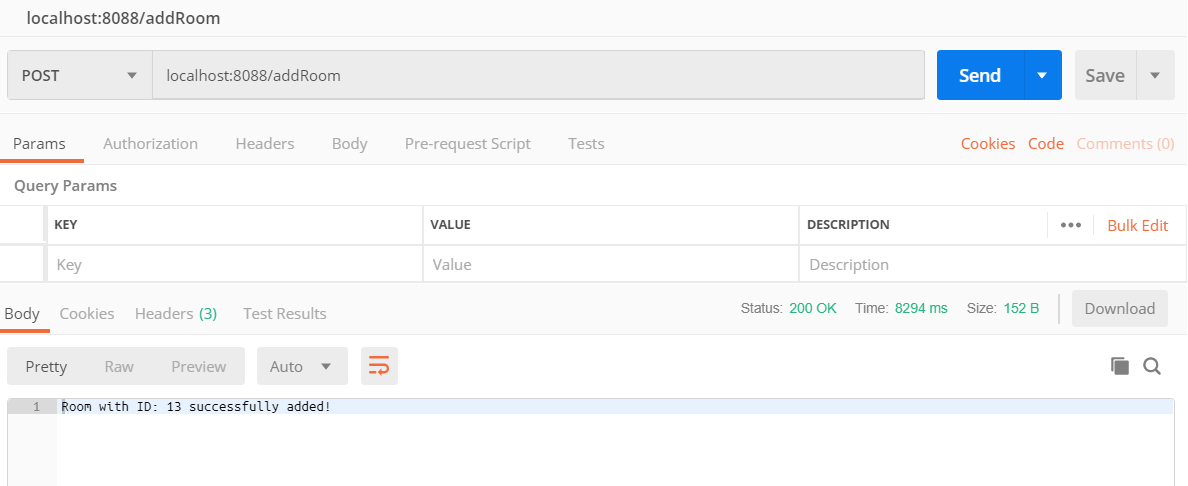 localhost:8088/addRoom
POST localhost:8088/addRoom Send Save
Params Authorization Headers Body Pre-request Script Tests Cookies Code Comments (0)
Query Params
KEY VALUE DESCRIPTION ••• Bulk Edit
Key Value Description
Body Cookies Headers (3) Test Results Status: 200 OK Time: 8294 ms Size: 152 B Download
Pretty Raw Preview Auto
1 Room with ID: 13 successfully added!